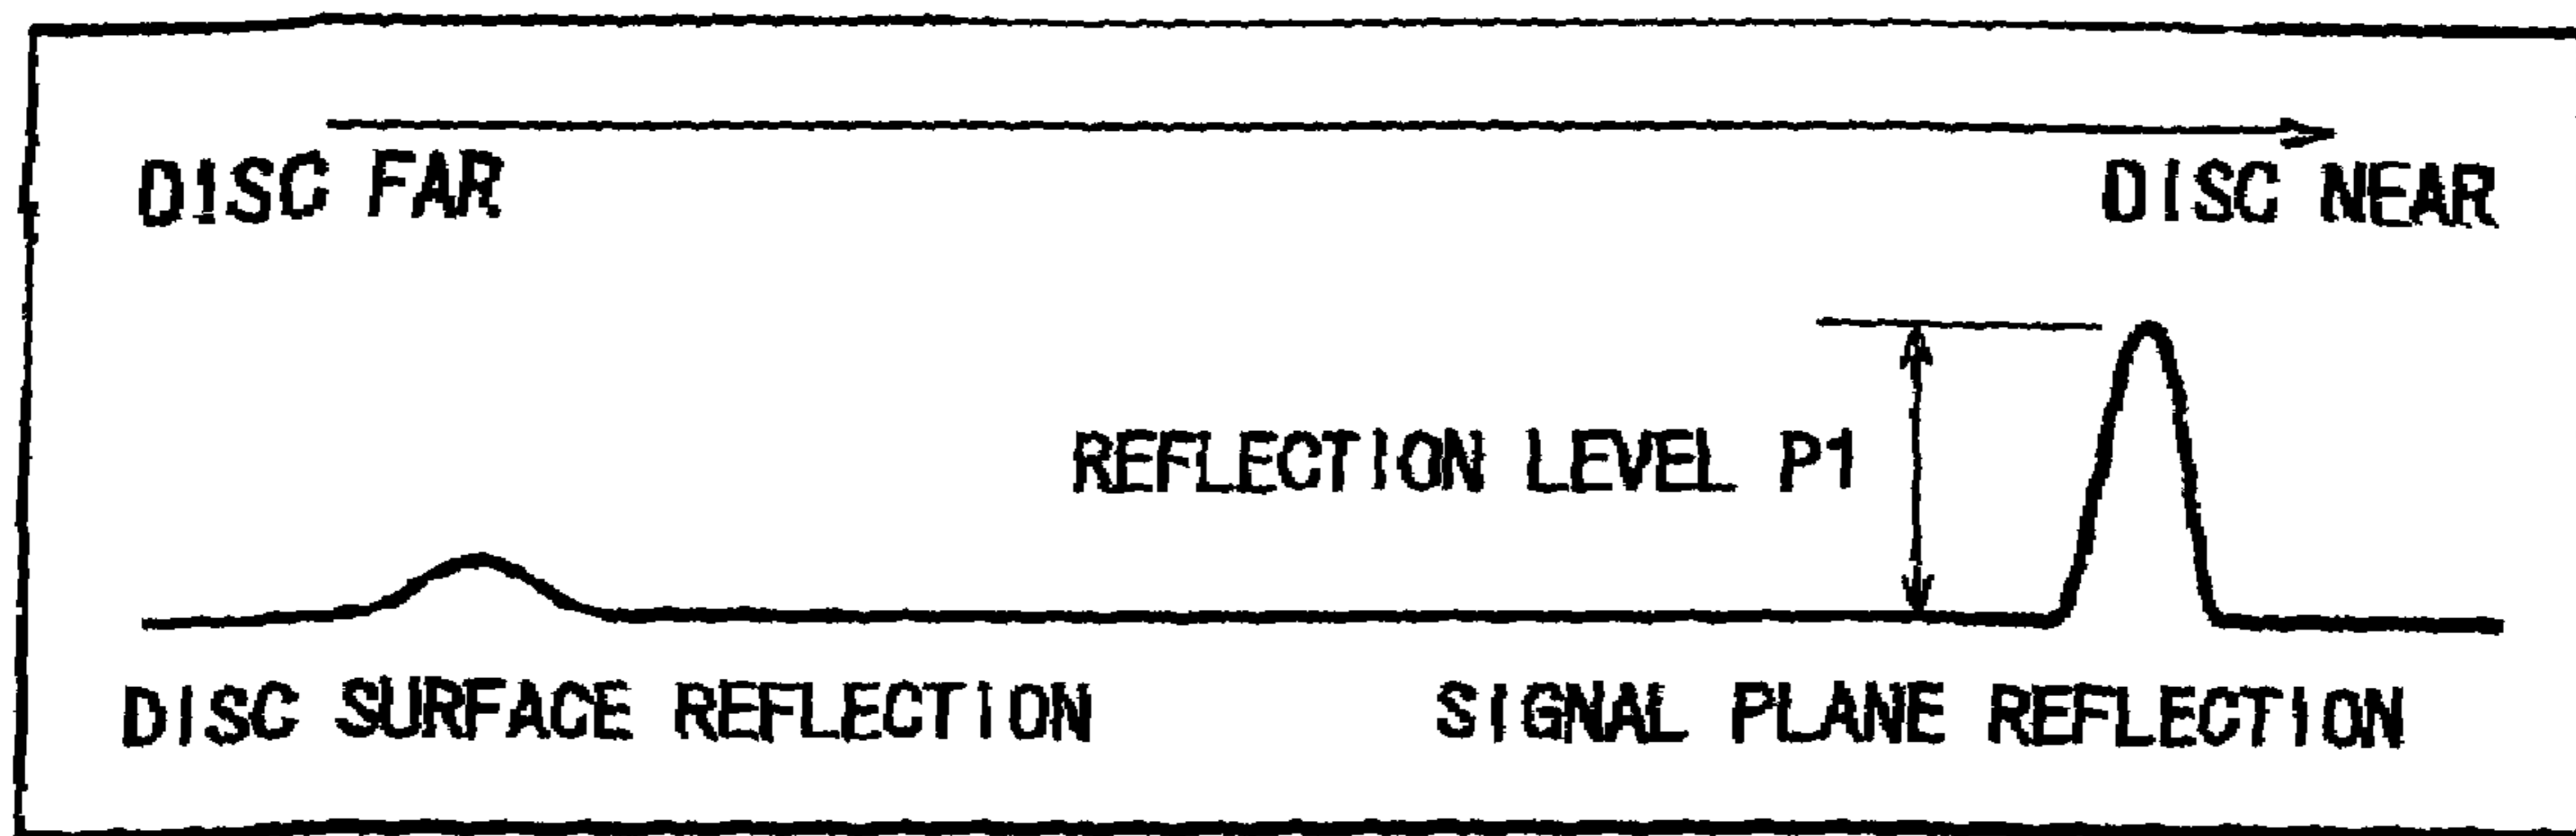 DISC FAR
DISC NEAR
REFLECTION LEVEL P1
DISC SURFACE REFLECTION
SIGNAL PLANE REFLECTION